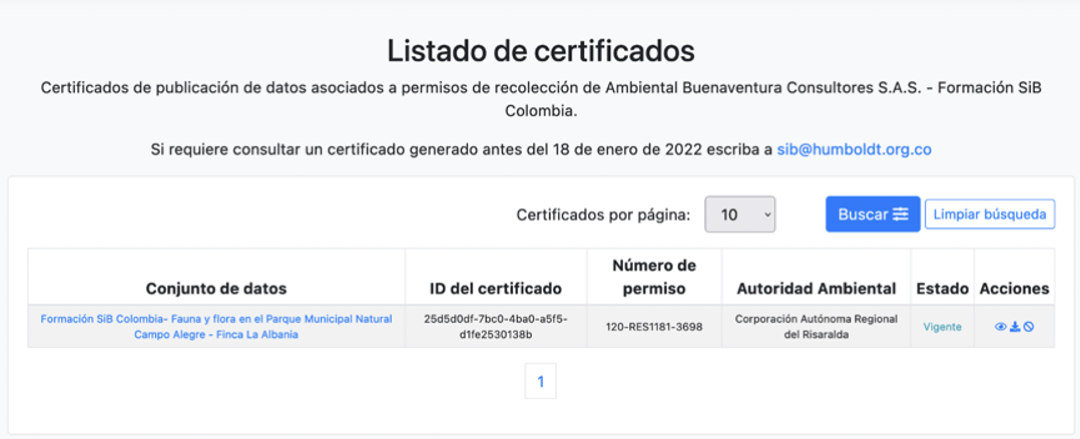 Listado de certificados
Certificados de publicación de datos asociados a permisos de recolección de Ambiental Buenaventura Consultores S.A.S. - Formación SiB
Colombia.
Si requiere consultar un certificado generado antes del 18 de enero de 2022 escriba a sib@humboldt.org.co
Certificados por página: 10 Buscar Limpiar búsqueda
Conjunto de datos ID del certificado Número de permiso Autoridad Ambiental Estado Acciones
Formación SiB Colombia- Fauna y flora en el Parque Municipal Natural
Campo Alegre - Finca La Albania
25d5d0df-7bc0-4ba0-a5f5-
d1fe2530138b
120-RES1181-3698
Corporación Autónoma Regional
del Risaralda
Vigente
1